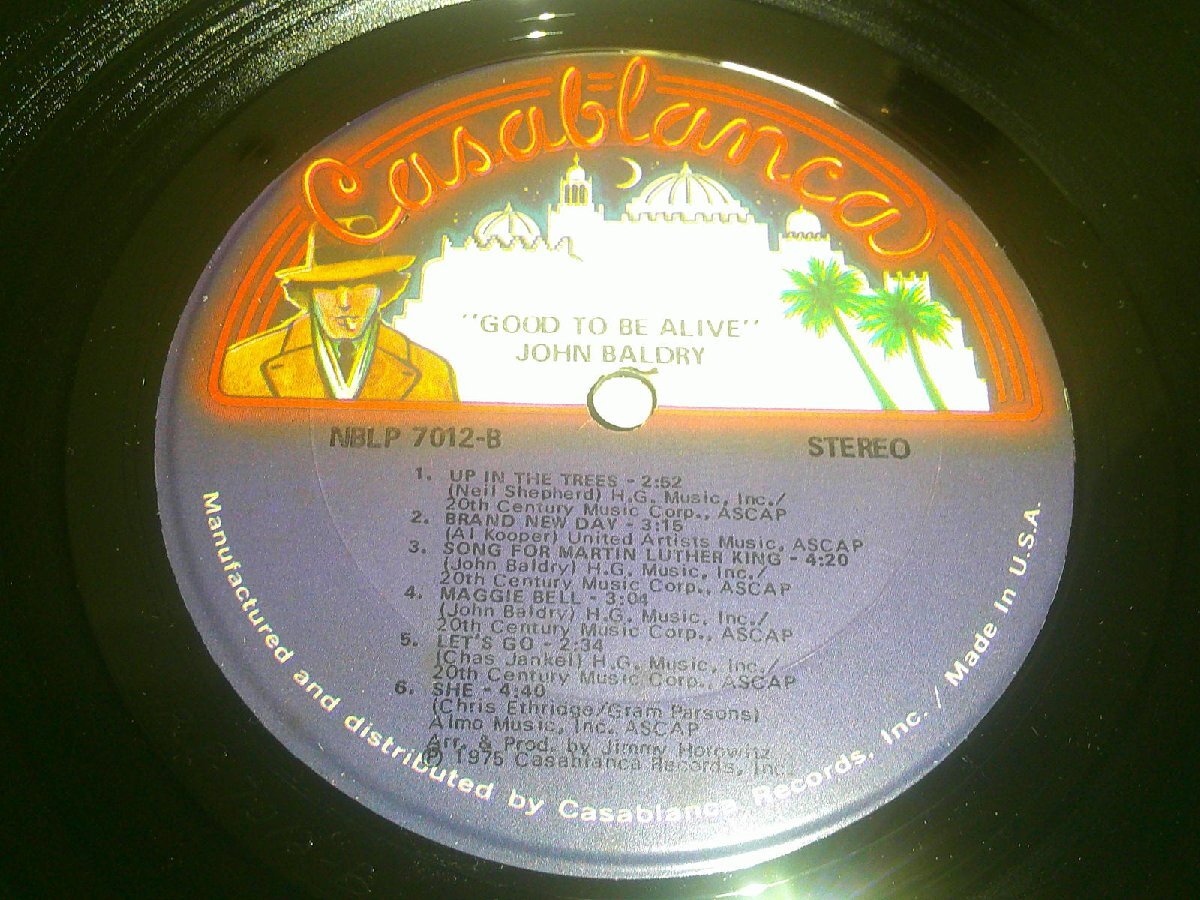 Casablanca
"GOOD TO BE ALIVE"
JOHN BALDRY
NBLP 7012-B
STEREO
1. UP IN THE TREES - 2:52
(Neil Shepherd) H.G. Music, Inc./
20th Century Music Corp., ASCAP
2. BRAND NEW DAY - 3:15
(Al Kooper) United Artists Music, ASCAP
3. SONG FOR MARTIN LUTHER KING - 4:20
(John Baldry) H.G. Music, Inc./
20th Century Music Corp., ASCAP
4. MAGGIE BELL - 3:04
(John Baldry) H.G. Music, Inc./
20th Century Music Corp., ASCAP
5. LET'S GO - 2:34
(Chas Jankel) H.G. Music, Inc./
20th Century Music Corp., ASCAP
6. SHE - 4:40
(Chris Ethridge/Gram Parsons)
Almo Music, Inc. ASCAP
Arr. & Prod. by Jimmy Horowitz
Ⓟ 1975 Casablanca Records, Inc.
Manufactured and distributed by Casablanca Records, Inc. / Made In U.S.A.